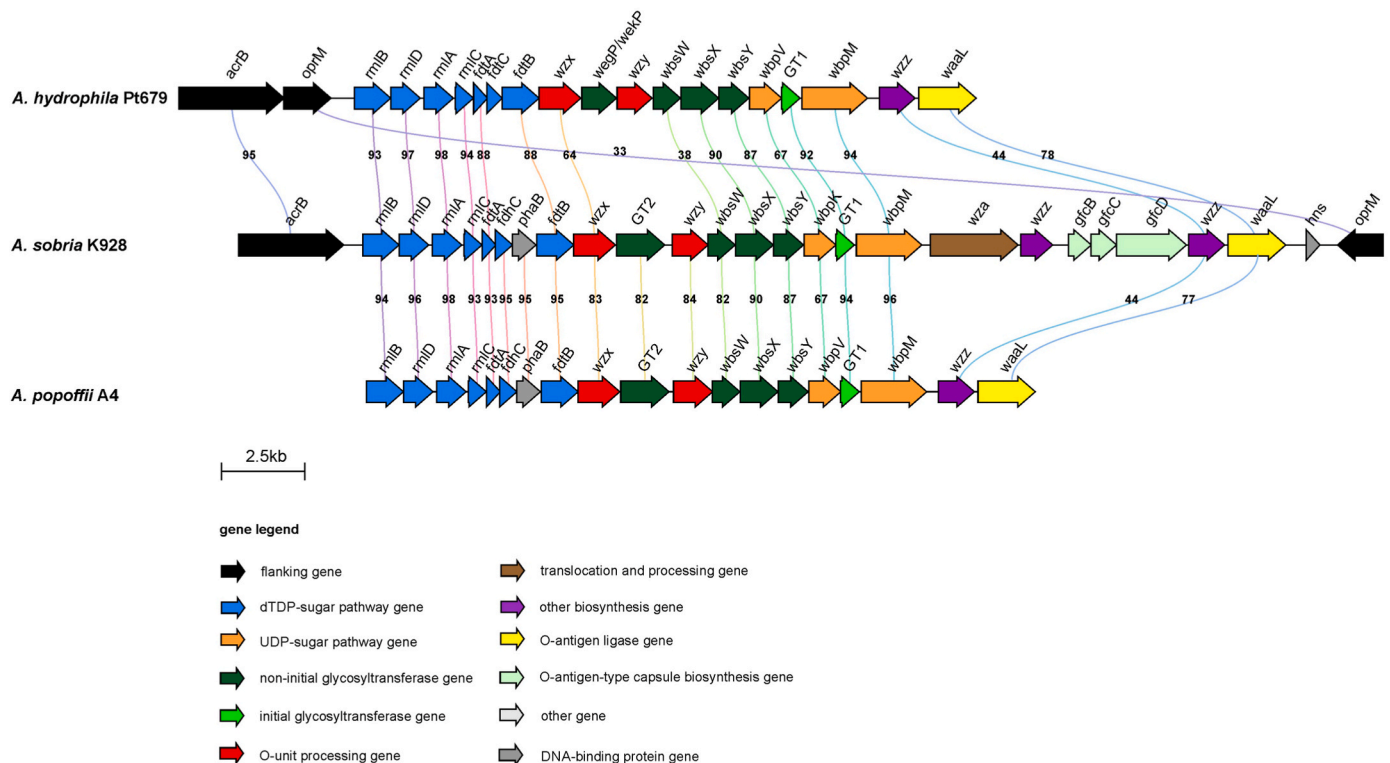 acrB oprM rmlB rmlD rmlA rmlC fdtA fdtC fdtB wzx wegP/wekP wzy wbsW wbsX wbsY wbpV GT1 wbpM wzz waaL
A. hydrophila Pt679
95 93 97 98 94 88 88 64 33 38 90 87 67 92 94 44 78
acrB rmlB rmlD rmlA rmlC fdtA fdhC phaB fdtB wzx GT2 wzy wbsW wbsX wbsY wbpK GT1 wbpM wza wzz gfcB gfcC gfcD wzz waaL hns oprM
A. sobria K928
94 96 98 93 93 95 95 95 83 82 84 82 90 87 67 94 96 44 77
rmlB rmlD rmlA rmlC fdtA fdhC phaB fdtB wzx GT2 wzy wbsW wbsX wbsY wbpV GT1 wbpM wzz waaL
A. popoffii A4
2.5kb
gene legend
flanking gene
dTDP-sugar pathway gene
UDP-sugar pathway gene
non-initial glycosyltransferase gene
initial glycosyltransferase gene
O-unit processing gene
translocation and processing gene
other biosynthesis gene
O-antigen ligase gene
O-antigen-type capsule biosynthesis gene
other gene
DNA-binding protein gene